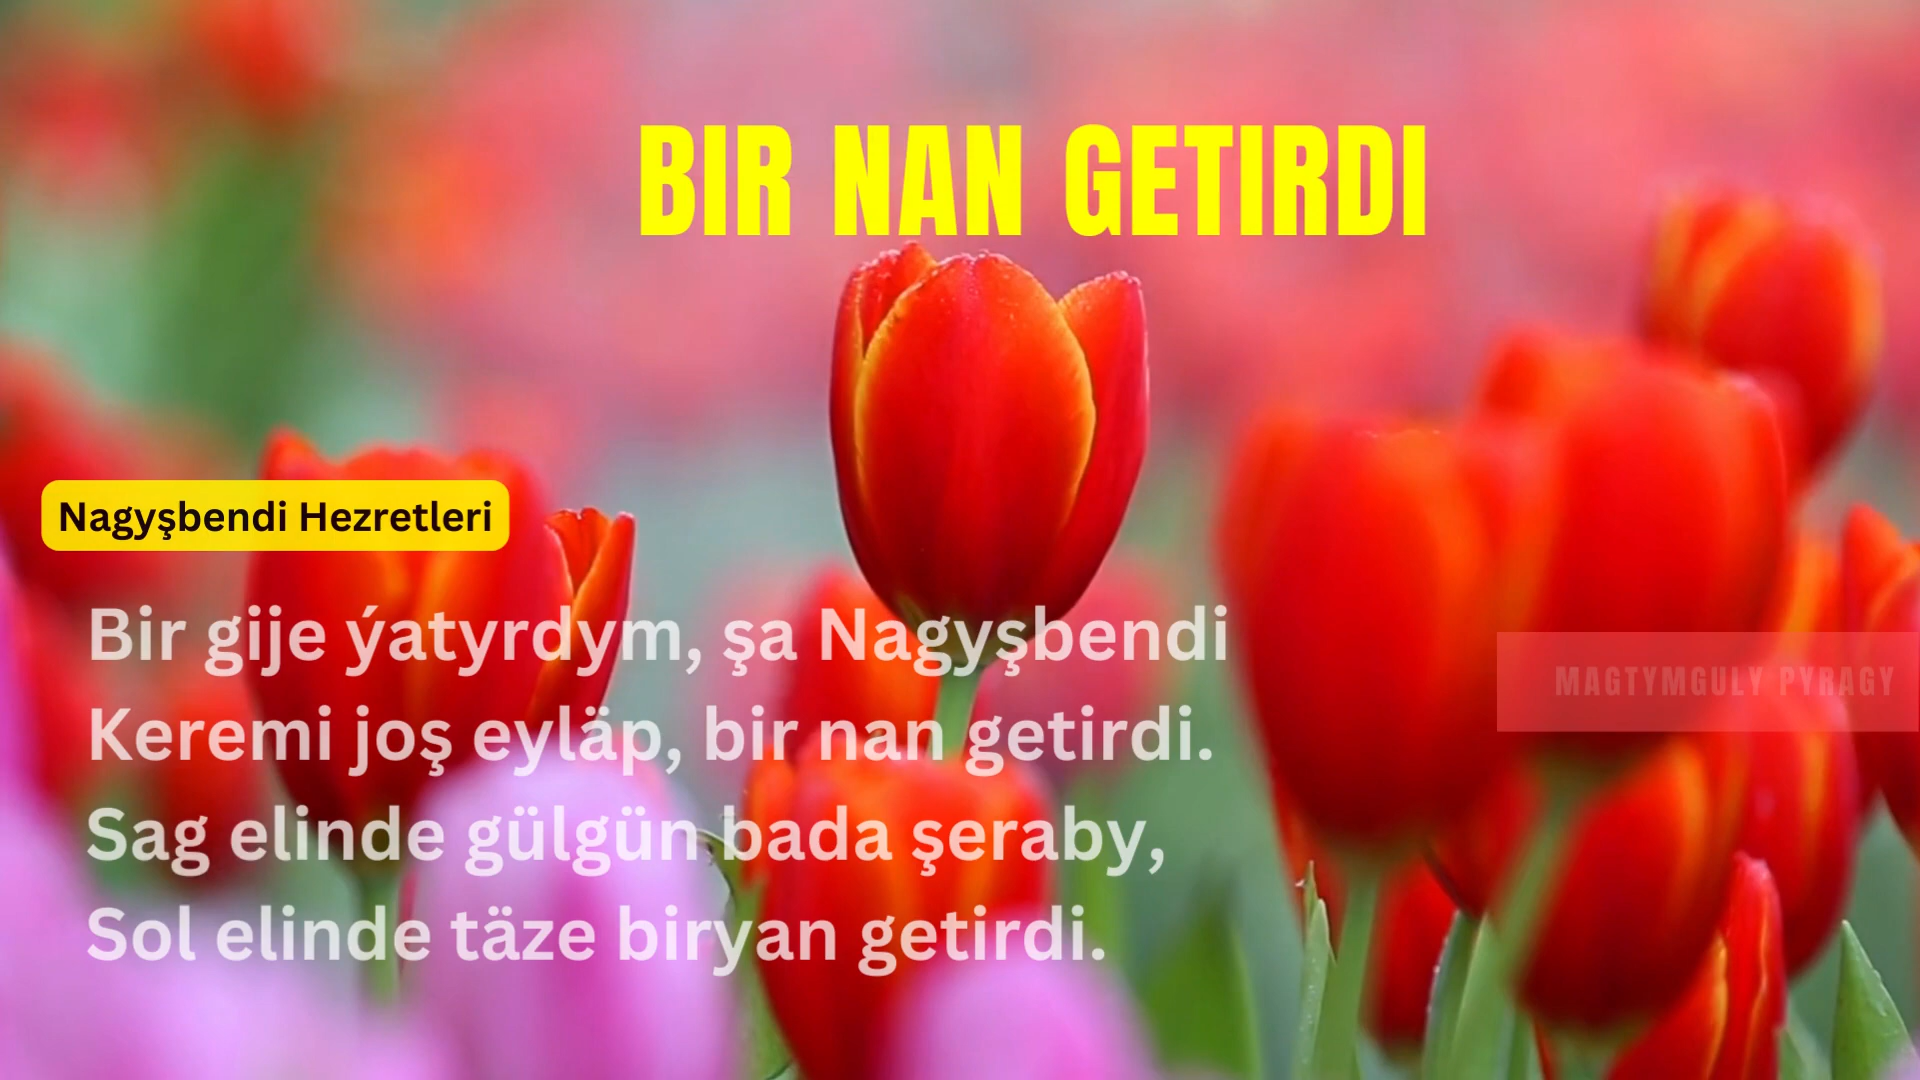 BIR NAN GETIRDI
Nagyşbendi Hezretleri
Bir gije ýatyrdym, şa Nagyşbendi
Keremi joş eyläp, bir nan getirdi.
MAGTYMGULY PYRAGY
Sag elinde gülgün bada şeraby,
Sol elinde täze biryan getirdi.